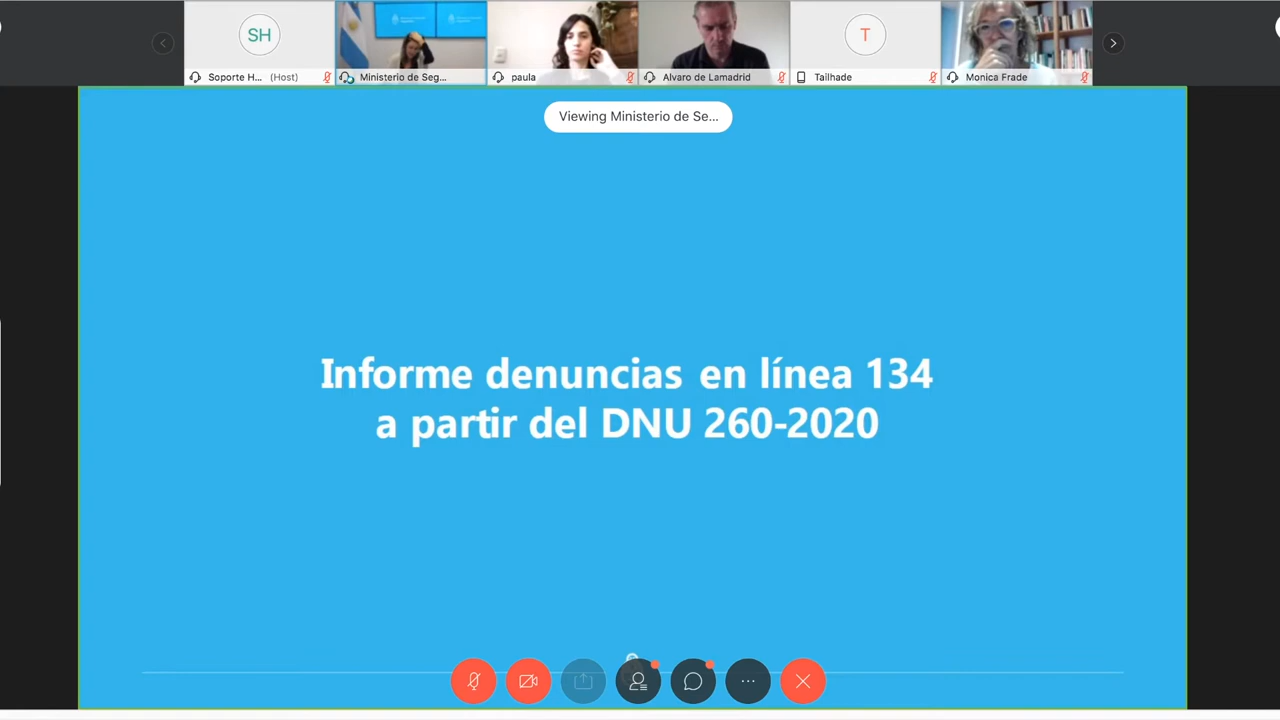 SH
Soporte H... (Host)
Ministerio de Seg...
paula
Alvaro de Lamadrid
T
Tailhade
Monica Frade
Viewing Ministerio de Se...
Informe denuncias en línea 134
a partir del DNU 260-2020